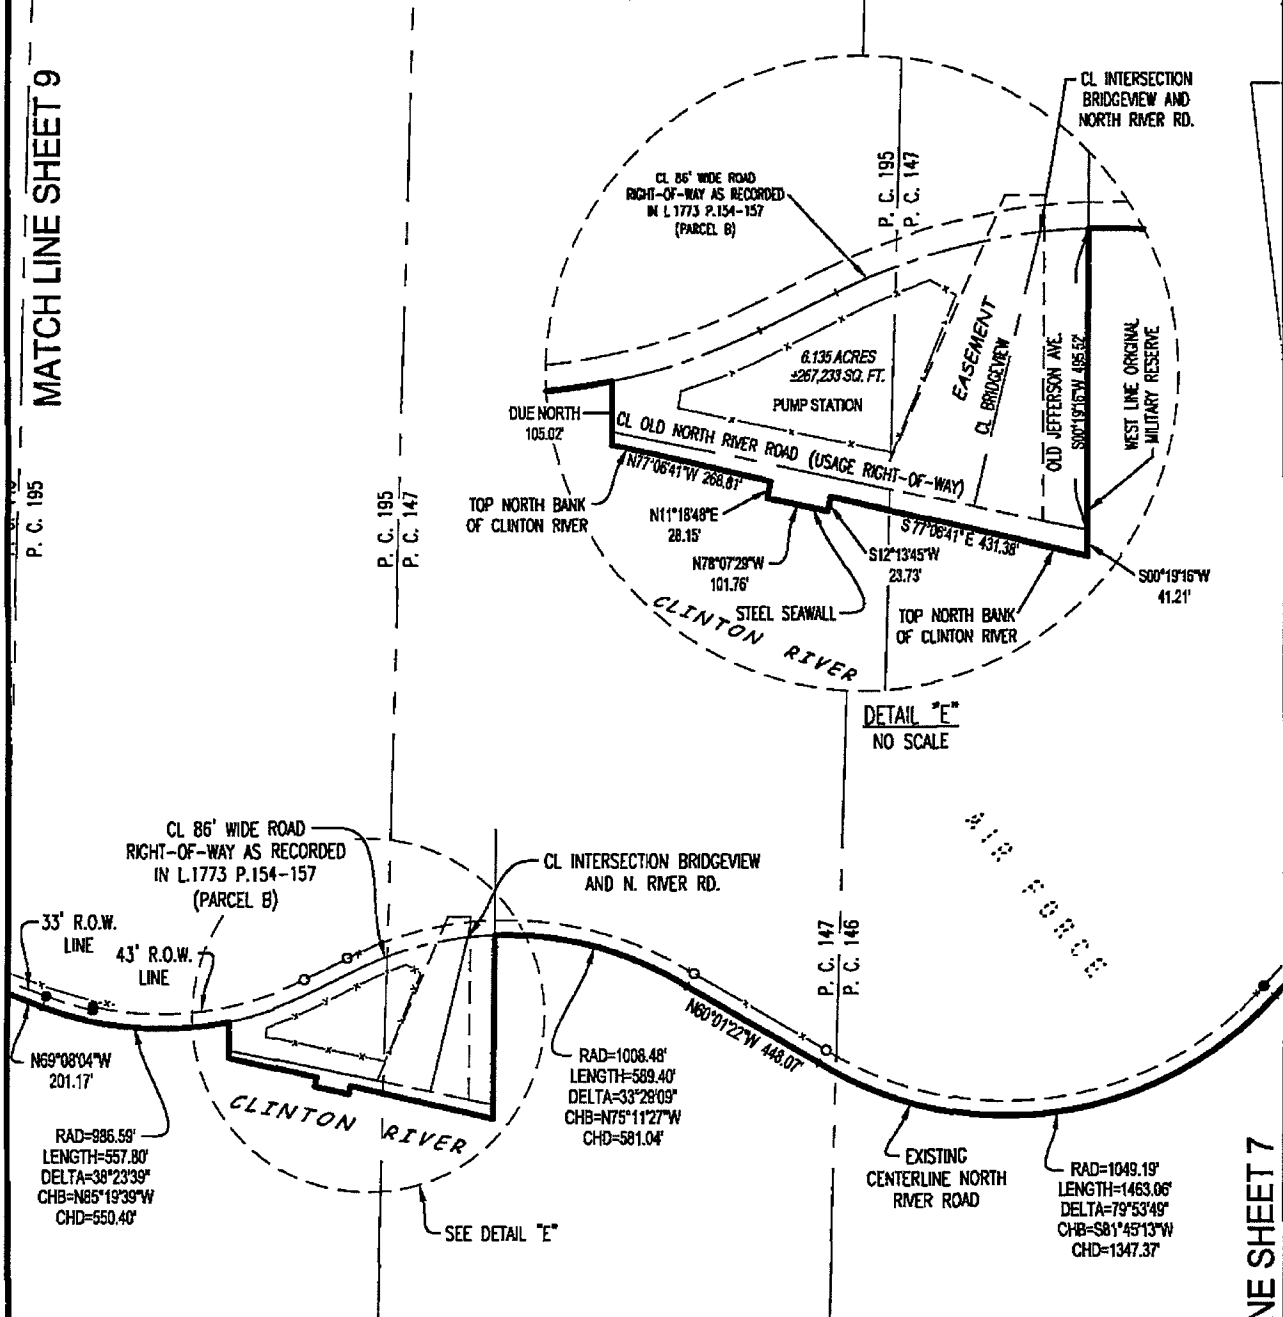 MATCH LINE SHEET 9
P. C. 195
P. C. 195
P. C. 147
CL INTERSECTION
BRIDGEVIEW AND
NORTH RIVER RD.
CL 86' WIDE ROAD
RIGHT-OF-WAY AS RECORDED
IN L.1773 P.154-157
(PARCEL B)
P. C. 195
P. C. 147
6.135 ACRES
±267,233 SQ. FT.
PUMP STATION
EASEMENT
CL BRIDGEVIEW
OLD JEFFERSON AVE.
S00°19'16"W 495.52'
WEST LINE ORIGINAL
MILITARY RESERVE
DUE NORTH
105.02'
CL OLD NORTH RIVER ROAD (USAGE RIGHT-OF-WAY)
N77°06'41"W 268.81'
TOP NORTH BANK
OF CLINTON RIVER
N11°18'48"E
28.15'
N78°07'29"W
101.76'
STEEL SEAWALL
S12°13'45"W
23.73'
S77°06'41"E 431.38'
TOP NORTH BANK
OF CLINTON RIVER
S00°19'16"W
41.21'
CLINTON RIVER
DETAIL "E"
NO SCALE
AIR FORCE
CL 86' WIDE ROAD
RIGHT-OF-WAY AS RECORDED
IN L.1773 P.154-157
(PARCEL B)
CL INTERSECTION BRIDGEVIEW
AND N. RIVER RD.
33' R.O.W.
LINE
43' R.O.W.
LINE
P. C. 147
P. C. 146
N69°08'04"W
201.17'
N60°01'22"W 448.07'
RAD=1008.48'
LENGTH=589.40'
DELTA=33°29'09"
CHB=N75°11'27"W
CHD=581.04'
CLINTON RIVER
RAD=986.59'
LENGTH=557.80'
DELTA=38°23'39"
CHB=N85°19'39"W
CHD=550.40'
EXISTING
CENTERLINE NORTH
RIVER ROAD
RAD=1049.19'
LENGTH=1463.06'
DELTA=79°53'49"
CHB=S81°45'13"W
CHD=1347.37'
SEE DETAIL "E"
NE SHEET 7